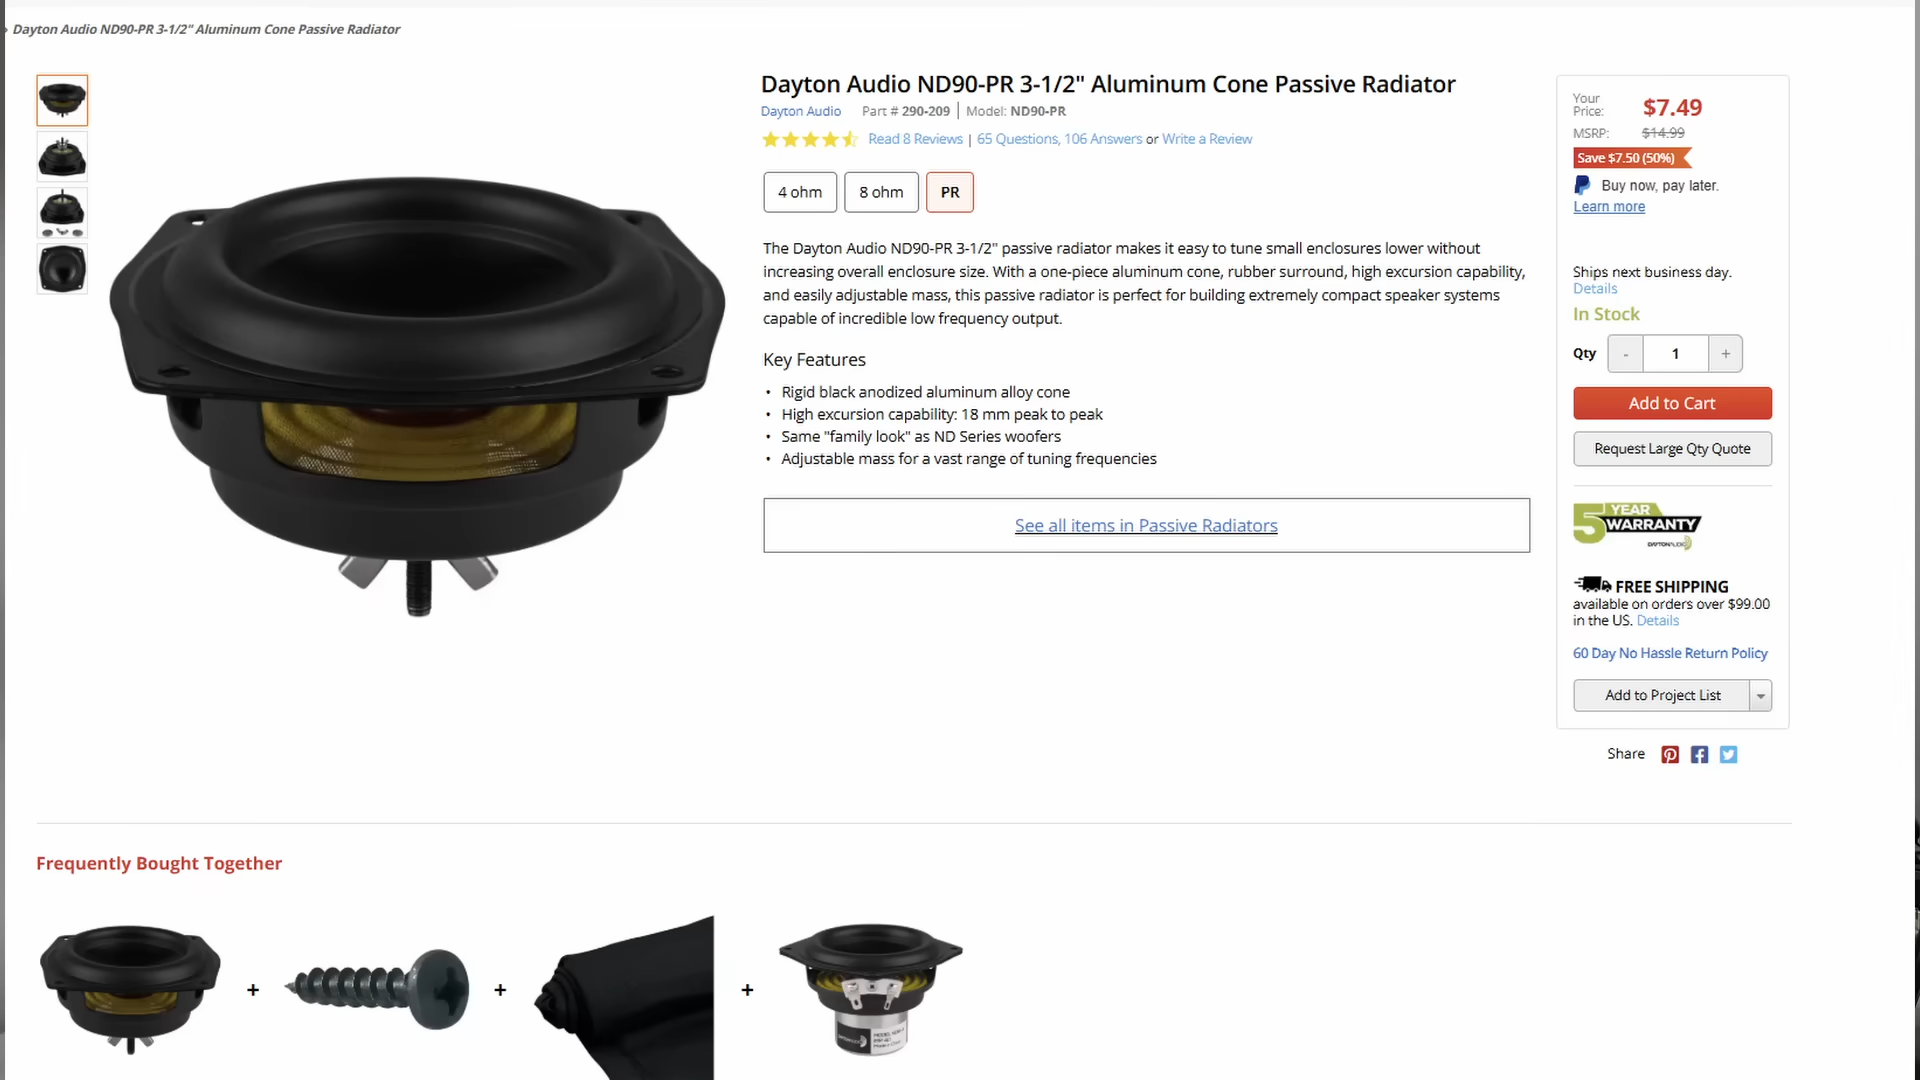 Dayton Audio ND90-PR 3-1/2" Aluminum Cone Passive Radiator
Dayton Audio ND90-PR 3-1/2" Aluminum Cone Passive Radiator
Dayton Audio Part # 290-209 | Model: ND90-PR
Read 8 Reviews | 65 Questions, 106 Answers or Write a Review
4 ohm 8 ohm PR
The Dayton Audio ND90-PR 3-1/2" passive radiator makes it easy to tune small enclosures lower without
increasing overall enclosure size. With a one-piece aluminum cone, rubber surround, high excursion capability,
and easily adjustable mass, this passive radiator is perfect for building extremely compact speaker systems
capable of incredible low frequency output.
Key Features
• Rigid black anodized aluminum alloy cone
• High excursion capability: 18 mm peak to peak
• Same "family look" as ND Series woofers
• Adjustable mass for a vast range of tuning frequencies
See all items in Passive Radiators
Your
Price: $7.49
MSRP: $14.99
Save $7.50 (50%)
Buy now, pay later.
Learn more
Ships next business day.
Details
In Stock
Qty - 1 +
Add to Cart
Request Large Qty Quote
5 YEAR
WARRANTY
DAYTON AUDIO
FREE SHIPPING
available on orders over $99.00
in the US. Details
60 Day No Hassle Return Policy
Add to Project List
Share
Frequently Bought Together
+ + +